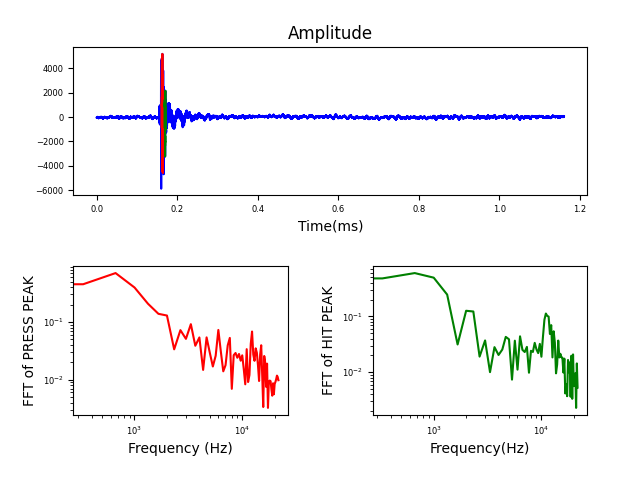 Amplitude
4000
2000
0
−2000
−4000
−6000
0.0 0.2 0.4 0.6 0.8 1.0 1.2
Time(ms)
FFT of PRESS PEAK
10⁻¹
10⁻²
10³ 10⁴
Frequency (Hz)
FFT of HIT PEAK
10⁻¹
10⁻²
10³ 10⁴
Frequency(Hz)